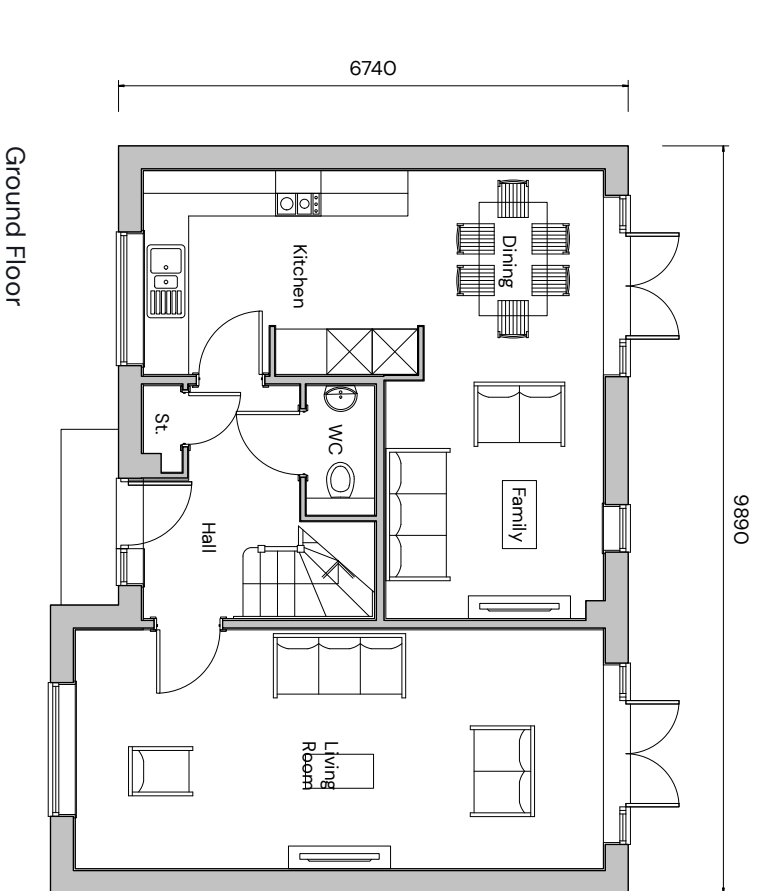 6740
Ground Floor
Kitchen
Dining
9890
St.
WC
Family
Hall
Living
Room